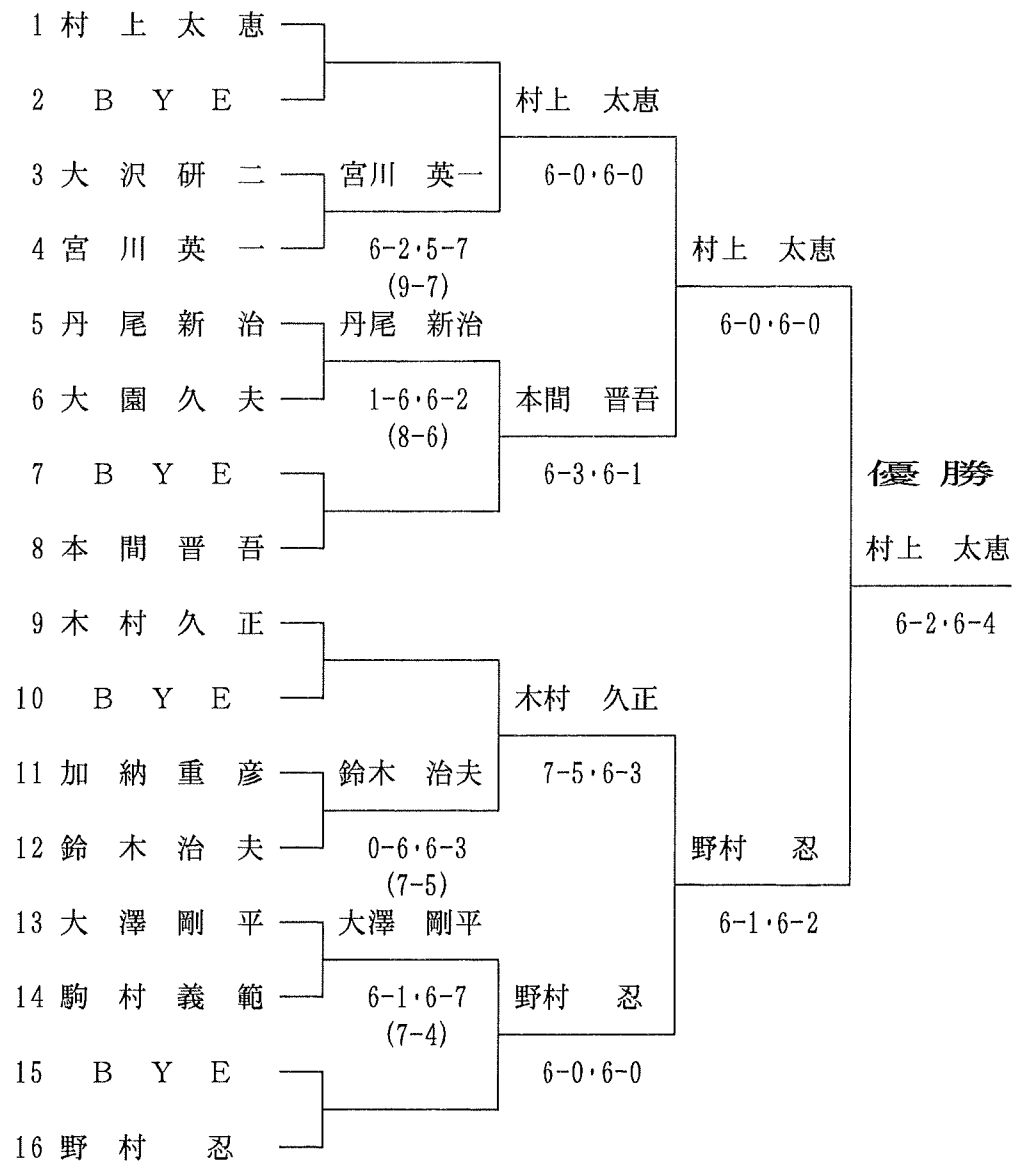 1 村上太恵
2 BYE
村上 太恵
3 大沢研二
宮川 英一
6-0・6-0
4 宮川英一
6-2・5-7
(9-7)
村上 太恵
5 丹尾新治
丹尾 新治
6-0・6-0
6 大園久夫
1-6・6-2
(8-6)
本間 晋吾
7 BYE
6-3・6-1
優勝
8 本間晋吾
村上 太恵
9 木村久正
6-2・6-4
10 BYE
木村 久正
11 加納重彦
鈴木 治夫
7-5・6-3
12 鈴木治夫
0-6・6-3
(7-5)
野村 忍
13 大澤剛平
大澤 剛平
6-1・6-2
14 駒村義範
6-1・6-7
(7-4)
野村 忍
15 BYE
6-0・6-0
16 野村 忍